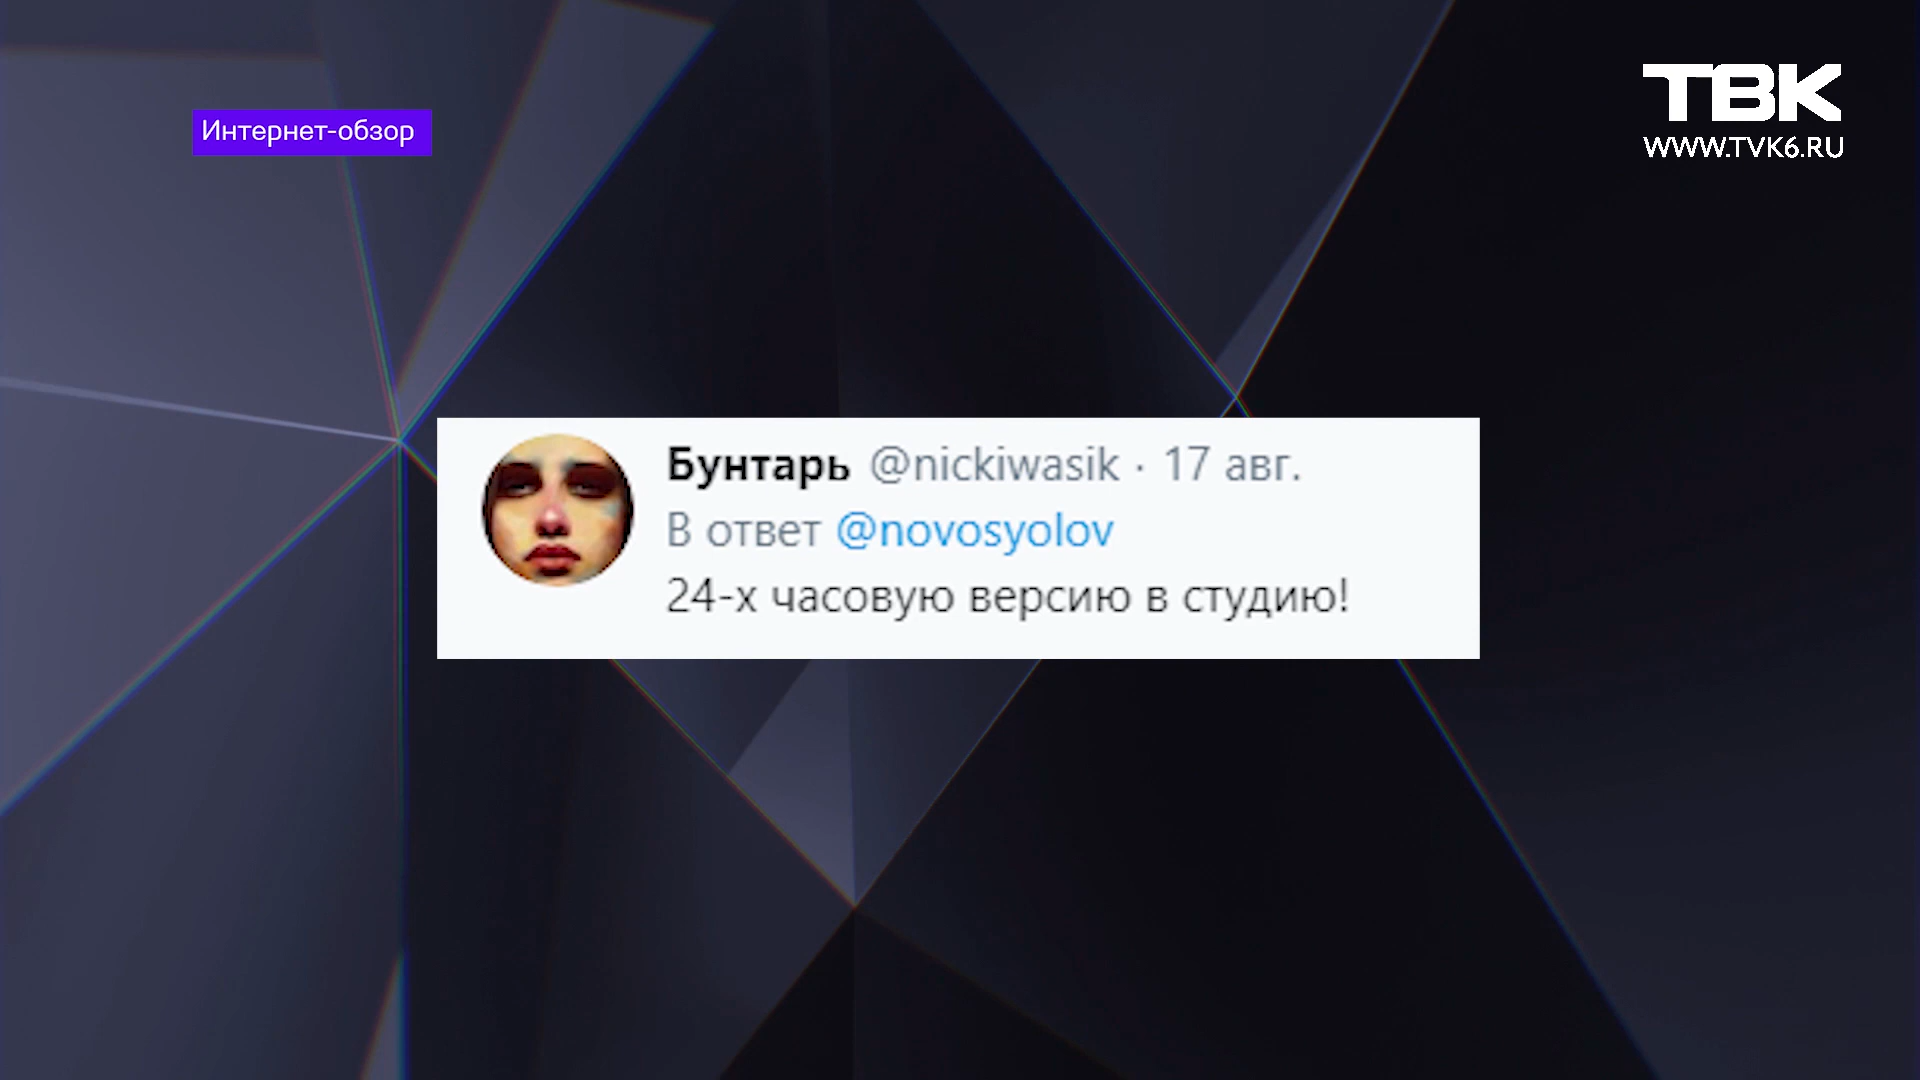 Интернет-обзор
ТВК
WWW.TVK6.RU
Бунтарь @nickiwasik · 17 авг.
В ответ @novosyolov
24-х часовую версию в студию!